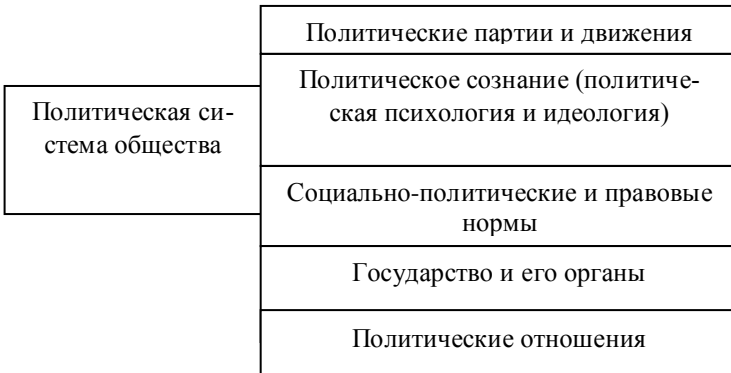 Политическая си-
стема общества
Политические партии и движения
Политическое сознание (политиче-
ская психология и идеология)
Социально-политические и правовые
нормы
Государство и его органы
Политические отношения